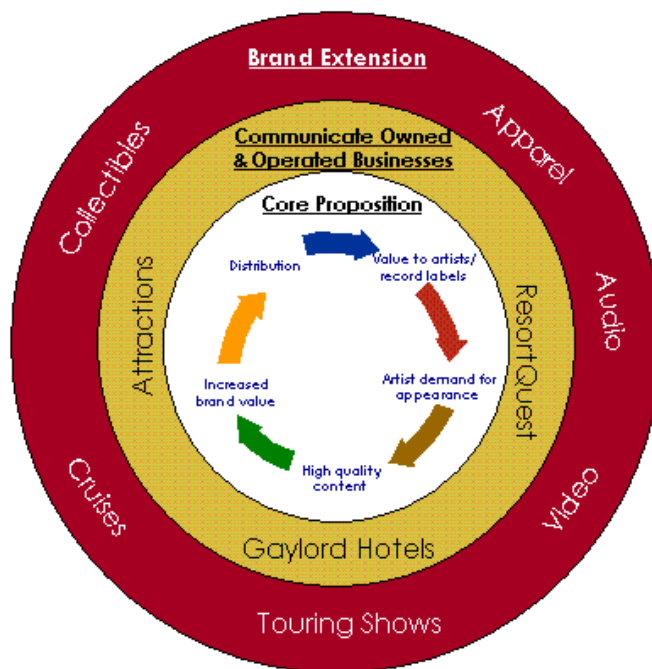 Brand Extension
Collectibles
Apparel
Audio
Video
Touring Shows
Cruises
Communicate Owned
& Operated Businesses
Attractions
ResortQuest
Gaylord Hotels
Core Proposition
Distribution
Value to artists/
record labels
Artist demand for
appearance
High quality
content
Increased
brand value